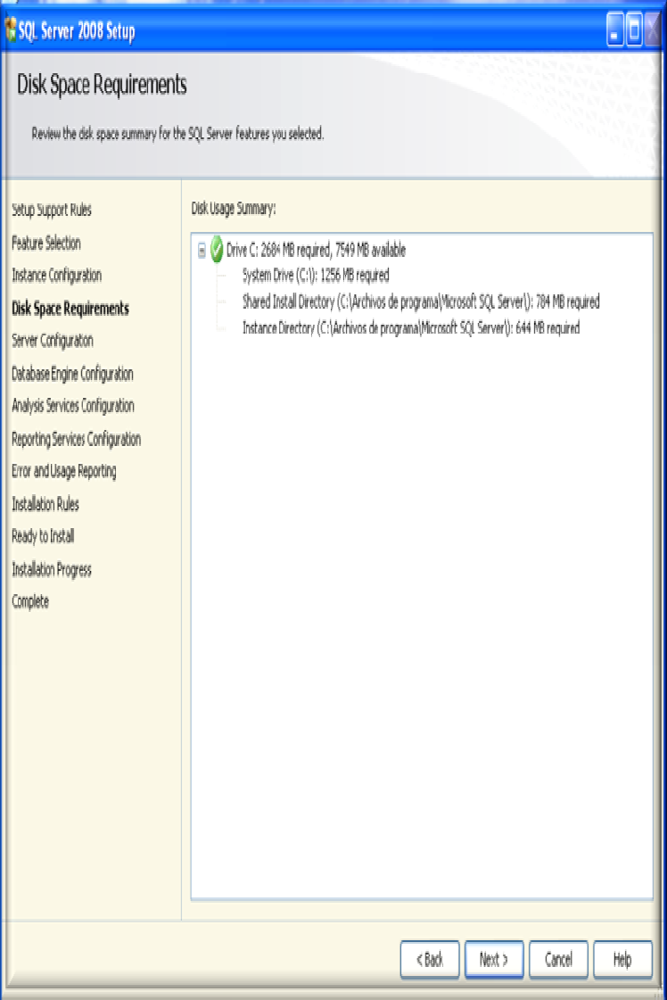 SQL Server 2008 Setup
Disk Space Requirements
Review the disk space summary for the SQL Server features you selected.
Setup Support Rules
Feature Selection
Instance Configuration
Disk Space Requirements
Server Configuration
Database Engine Configuration
Analysis Services Configuration
Reporting Services Configuration
Error and Usage Reporting
Installation Rules
Ready to Install
Installation Progress
Complete
Disk Usage Summary:
Drive C: 2684 MB required, 7549 MB available
System Drive (C:\): 1256 MB required
Shared Install Directory (C:\Archivos de programa\Microsoft SQL Server\): 784 MB required
Instance Directory (C:\Archivos de programa\Microsoft SQL Server\): 644 MB required
< Back
Next >
Cancel
Help